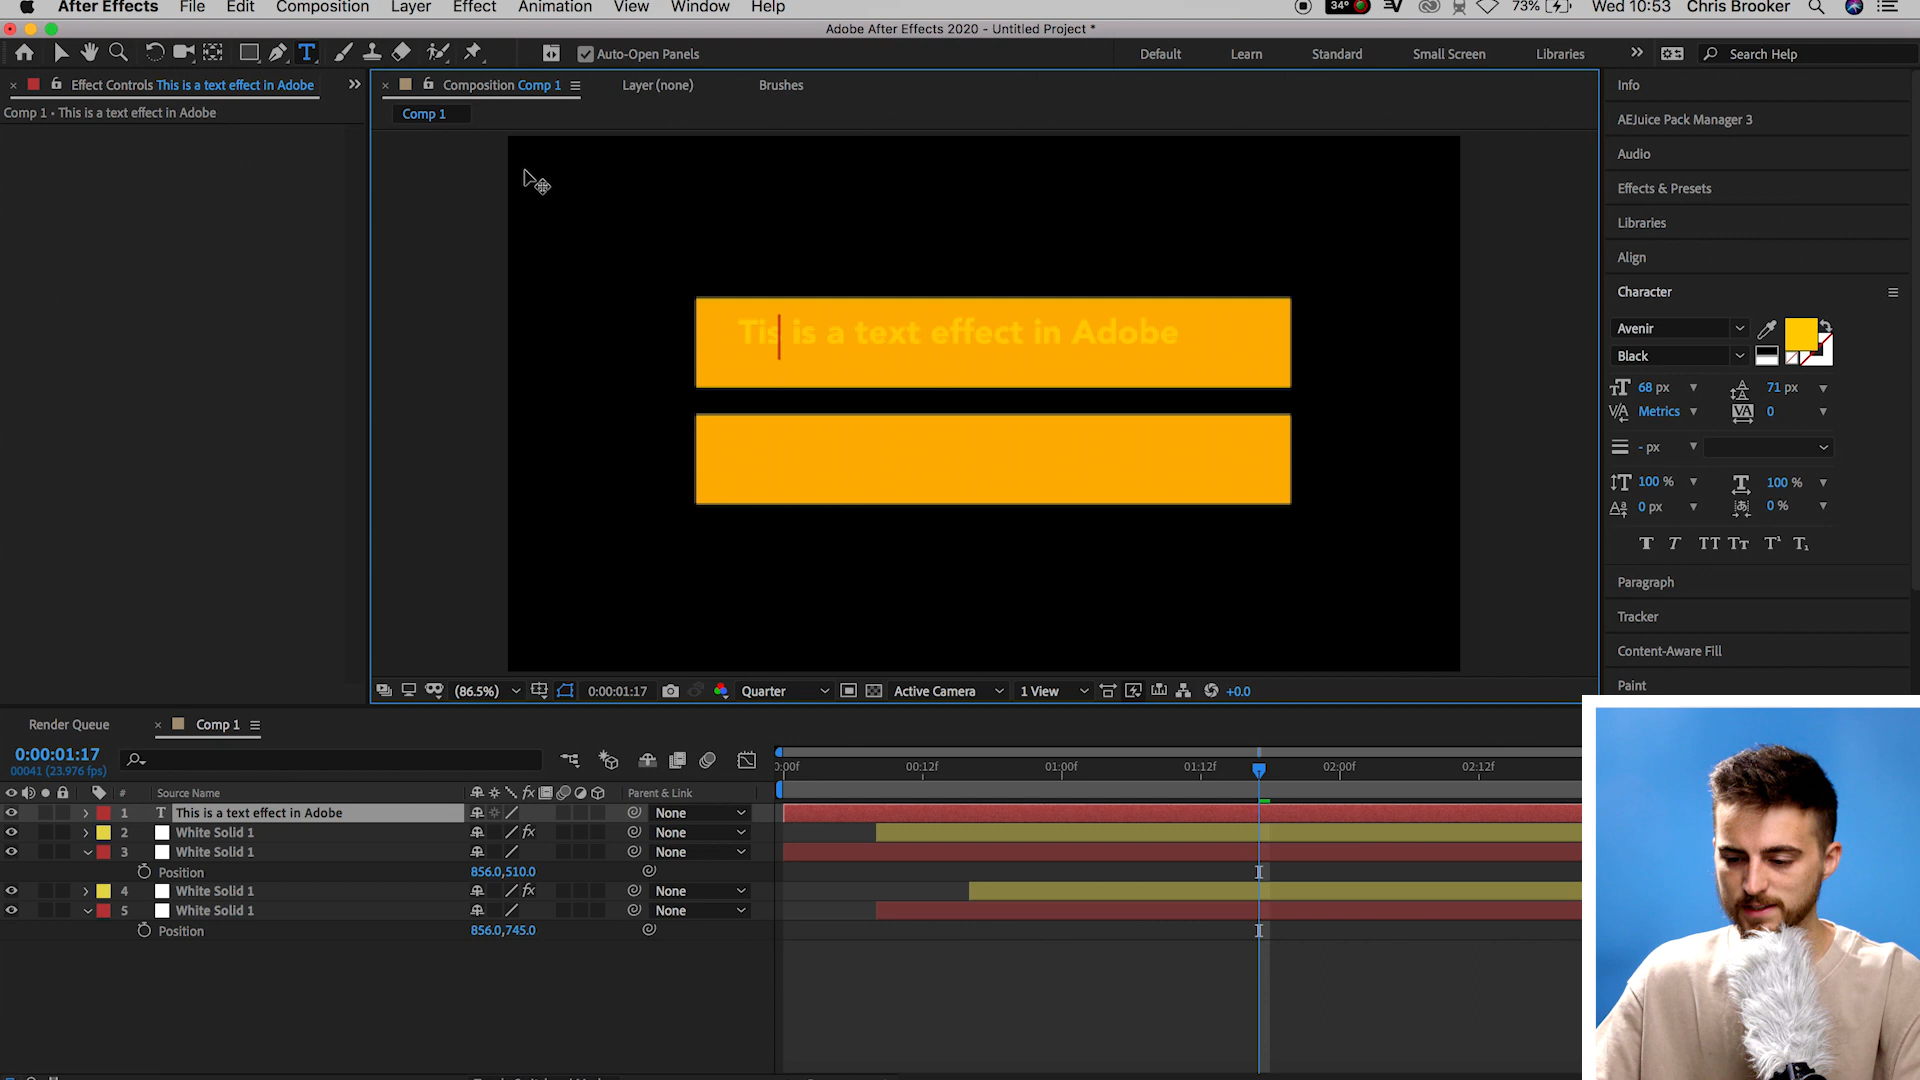 After Effects File Edit Composition Layer Effect Animation View Window Help 34° 73% Wed 10:53 Chris Brooker
Adobe After Effects 2020 - Untitled Project *
Auto-Open Panels Default Learn Standard Small Screen Libraries Search Help
Effect Controls This is a text effect in Adobe Composition Comp 1 Layer (none) Brushes
Comp 1 • This is a text effect in Adobe Comp 1
Info
AEJuice Pack Manager 3
Audio
Effects & Presets
Libraries
Align
Character
Avenir
Black
68 px 71 px
Metrics 0
- px
100 % 100 %
0 px 0 %
Paragraph
Tracker
Content-Aware Fill
Paint
Tis is a text effect in Adobe
(86.5%) 0:00:01:17 Quarter Active Camera 1 View +0.0
Render Queue Comp 1
0:00:01:17
00041 (23.976 fps)
:00f 00:12f 01:00f 01:12f 02:00f 02:12f
# Source Name Parent & Link
1 This is a text effect in Adobe None
2 White Solid 1 None
3 White Solid 1 None
Position 856.0,510.0
4 White Solid 1 None
5 White Solid 1 None
Position 856.0,745.0